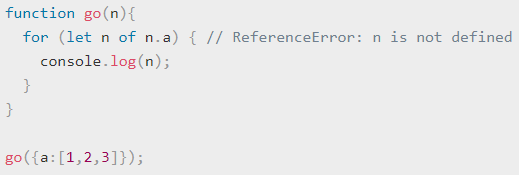 function go(n){
  for (let n of n.a) { // ReferenceError: n is not defined
    console.log(n);
  }
}

go({a:[1,2,3]});